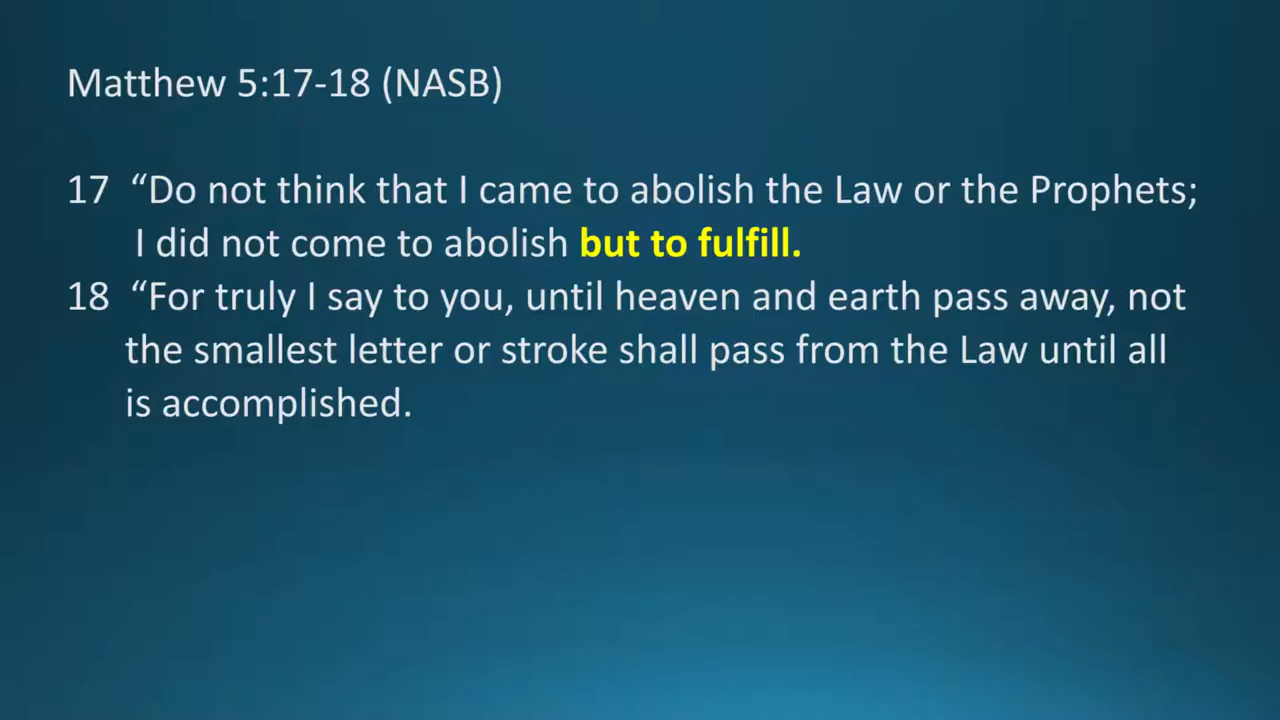 Matthew 5:17-18 (NASB)
17 “Do not think that I came to abolish the Law or the Prophets;
I did not come to abolish but to fulfill.
18 “For truly I say to you, until heaven and earth pass away, not
the smallest letter or stroke shall pass from the Law until all
is accomplished.